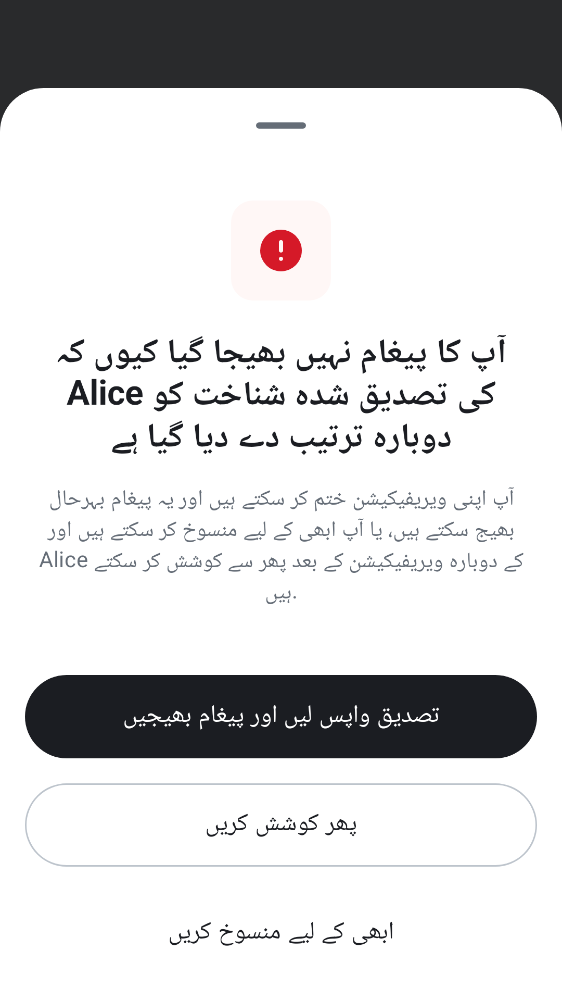 آپ کا پیغام نہیں بھیجا گیا کیوں کہ
Alice کی تصدیق شدہ شناخت کو
دوبارہ ترتیب دے دیا گیا ہے
آپ اپنی ویریفیکیشن ختم کر سکتے ہیں اور یہ پیغام بہرحال
بھیج سکتے ہیں، یا آپ ابھی کے لیے منسوخ کر سکتے ہیں اور
Alice کے دوبارہ ویریفیکیشن کے بعد پھر سے کوشش کر سکتے
ہیں.
تصدیق واپس لیں اور پیغام بھیجیں
پھر کوشش کریں
ابھی کے لیے منسوخ کریں